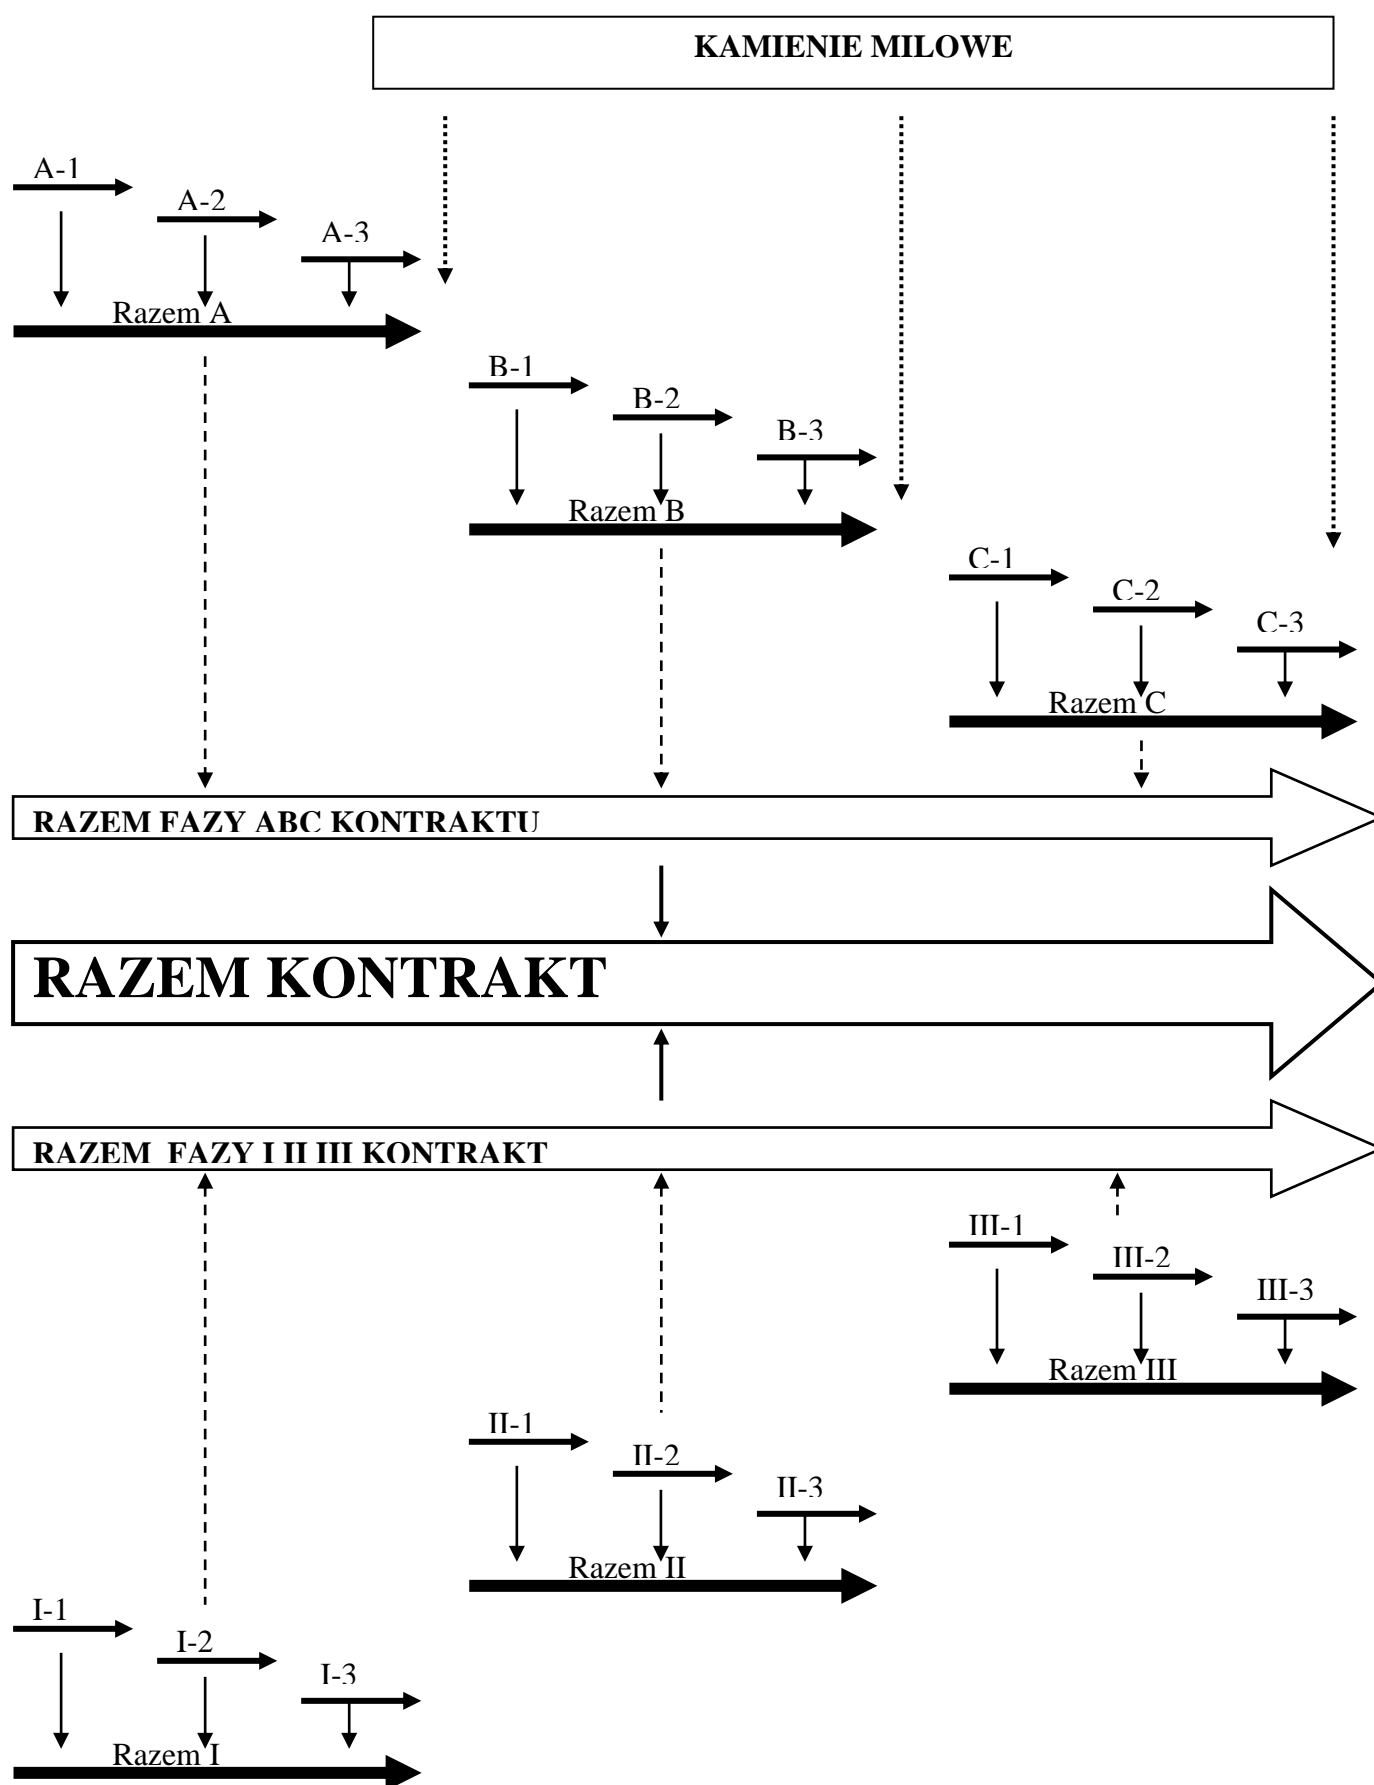 KAMIENIE MILOWE
A-1
A-2
A-3
Razem A
B-1
B-2
B-3
Razem B
C-1
C-2
C-3
Razem C
RAZEM FAZY ABC KONTRAKTU
RAZEM KONTRAKT
RAZEM  FAZY I II III KONTRAKT
III-1
III-2
III-3
Razem III
II-1
II-2
II-3
Razem II
I-1
I-2
I-3
Razem I